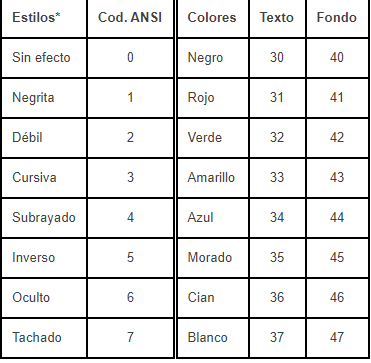 Estilos* Cod. ANSI Colores Texto Fondo
Sin efecto 0 Negro 30 40
Negrita 1 Rojo 31 41
Débil 2 Verde 32 42
Cursiva 3 Amarillo 33 43
Subrayado 4 Azul 34 44
Inverso 5 Morado 35 45
Oculto 6 Cian 36 46
Tachado 7 Blanco 37 47